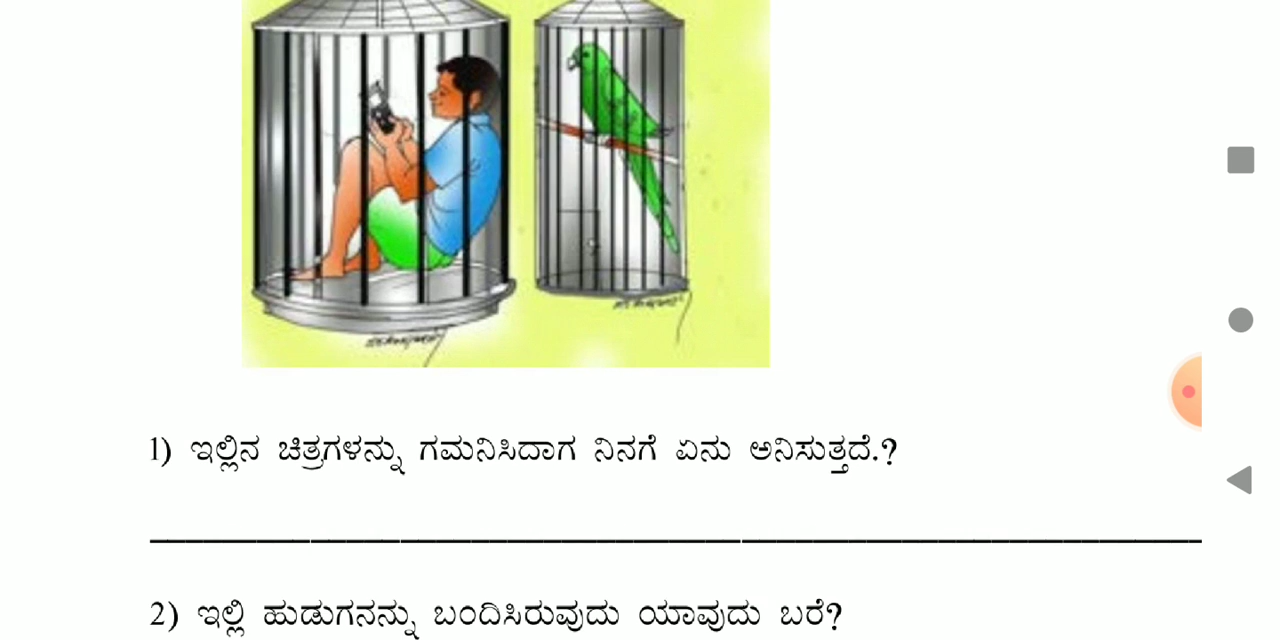 1) ಇಲ್ಲಿನ ಚಿತ್ರಗಳನ್ನು ಗಮನಿಸಿದಾಗ ನಿನಗೆ ಏನು ಅನಿಸುತ್ತದೆ.?
2) ಇಲ್ಲಿ ಹುಡುಗನನ್ನು ಬಂದಿಸಿರುವುದು ಯಾವುದು ಬರೆ?